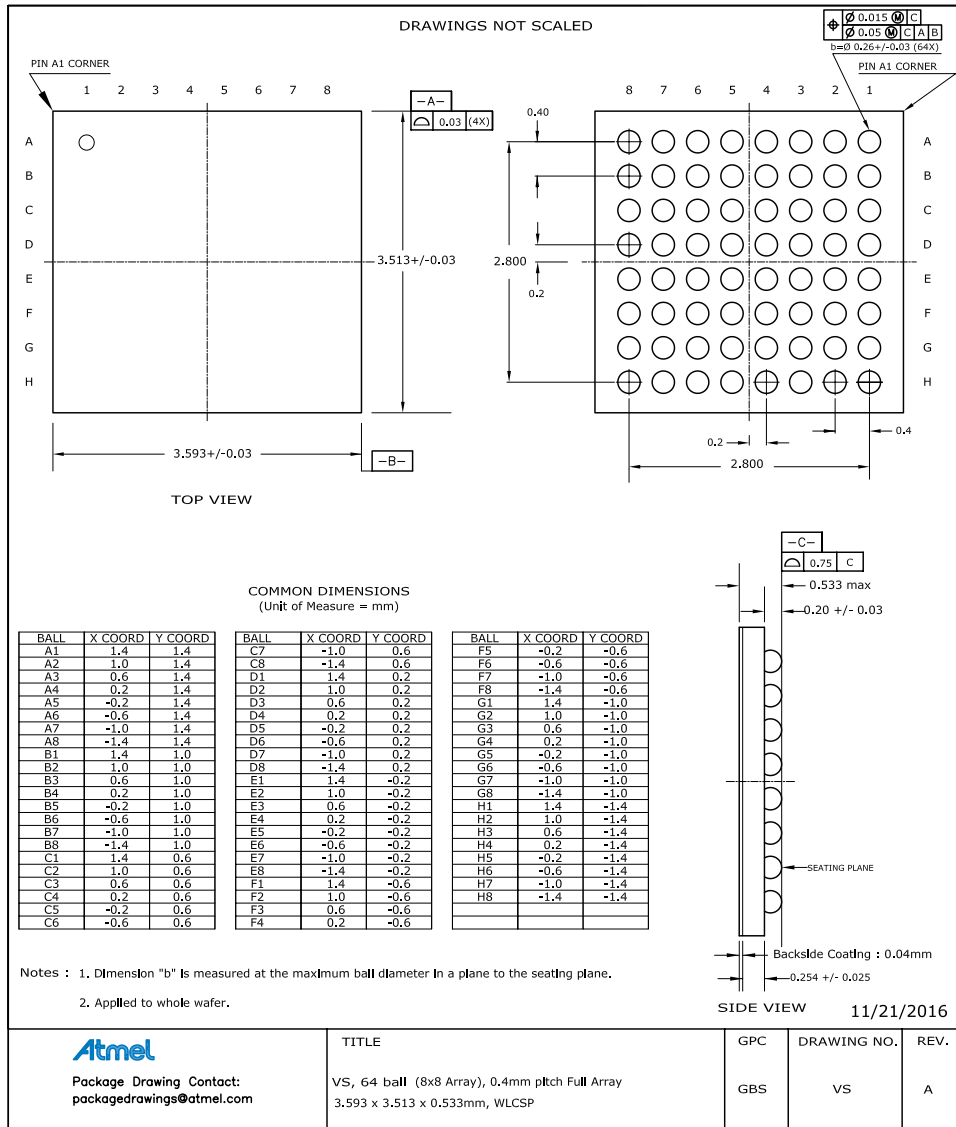 DRAWINGS NOT SCALED
Ø 0.015 Ⓜ C
Ø 0.05 Ⓜ C A B
b=Ø 0.26+/-0.03 (64X)
PIN A1 CORNER
PIN A1 CORNER
1 2 3 4 5 6 7 8
8 7 6 5 4 3 2 1
-A-
0.03 (4X)
0.40
A
B
C
D
E
F
G
H
A
B
C
D
E
F
G
H
3.513+/-0.03
2.800
0.2
0.2
0.4
2.800
3.593+/-0.03
-B-
TOP VIEW
-C-
0.75 C
0.533 max
0.20 +/- 0.03
COMMON DIMENSIONS
(Unit of Measure = mm)
BALL X COORD Y COORD
A1 1.4 1.4
A2 1.0 1.4
A3 0.6 1.4
A4 0.2 1.4
A5 -0.2 1.4
A6 -0.6 1.4
A7 -1.0 1.4
A8 -1.4 1.4
B1 1.4 1.0
B2 1.0 1.0
B3 0.6 1.0
B4 0.2 1.0
B5 -0.2 1.0
B6 -0.6 1.0
B7 -1.0 1.0
B8 -1.4 1.0
C1 1.4 0.6
C2 1.0 0.6
C3 0.6 0.6
C4 0.2 0.6
C5 -0.2 0.6
C6 -0.6 0.6
BALL X COORD Y COORD
C7 -1.0 0.6
C8 -1.4 0.6
D1 1.4 0.2
D2 1.0 0.2
D3 0.6 0.2
D4 0.2 0.2
D5 -0.2 0.2
D6 -0.6 0.2
D7 -1.0 0.2
D8 -1.4 0.2
E1 1.4 -0.2
E2 1.0 -0.2
E3 0.6 -0.2
E4 0.2 -0.2
E5 -0.2 -0.2
E6 -0.6 -0.2
E7 -1.0 -0.2
E8 -1.4 -0.2
F1 1.4 -0.6
F2 1.0 -0.6
F3 0.6 -0.6
F4 0.2 -0.6
BALL X COORD Y COORD
F5 -0.2 -0.6
F6 -0.6 -0.6
F7 -1.0 -0.6
F8 -1.4 -0.6
G1 1.4 -1.0
G2 1.0 -1.0
G3 0.6 -1.0
G4 0.2 -1.0
G5 -0.2 -1.0
G6 -0.6 -1.0
G7 -1.0 -1.0
G8 -1.4 -1.0
H1 1.4 -1.4
H2 1.0 -1.4
H3 0.6 -1.4
H4 0.2 -1.4
H5 -0.2 -1.4
H6 -0.6 -1.4
H7 -1.0 -1.4
H8 -1.4 -1.4
SEATING PLANE
Backside Coating : 0.04mm
0.254 +/- 0.025
SIDE VIEW
Notes : 1. Dimension "b" is measured at the maximum ball diameter in a plane to the seating plane.
2. Applied to whole wafer.
11/21/2016
Atmel
Package Drawing Contact:
packagedrawings@atmel.com
TITLE
VS, 64 ball (8x8 Array), 0.4mm pitch Full Array
3.593 x 3.513 x 0.533mm, WLCSP
GPC
GBS
DRAWING NO.
VS
REV.
A